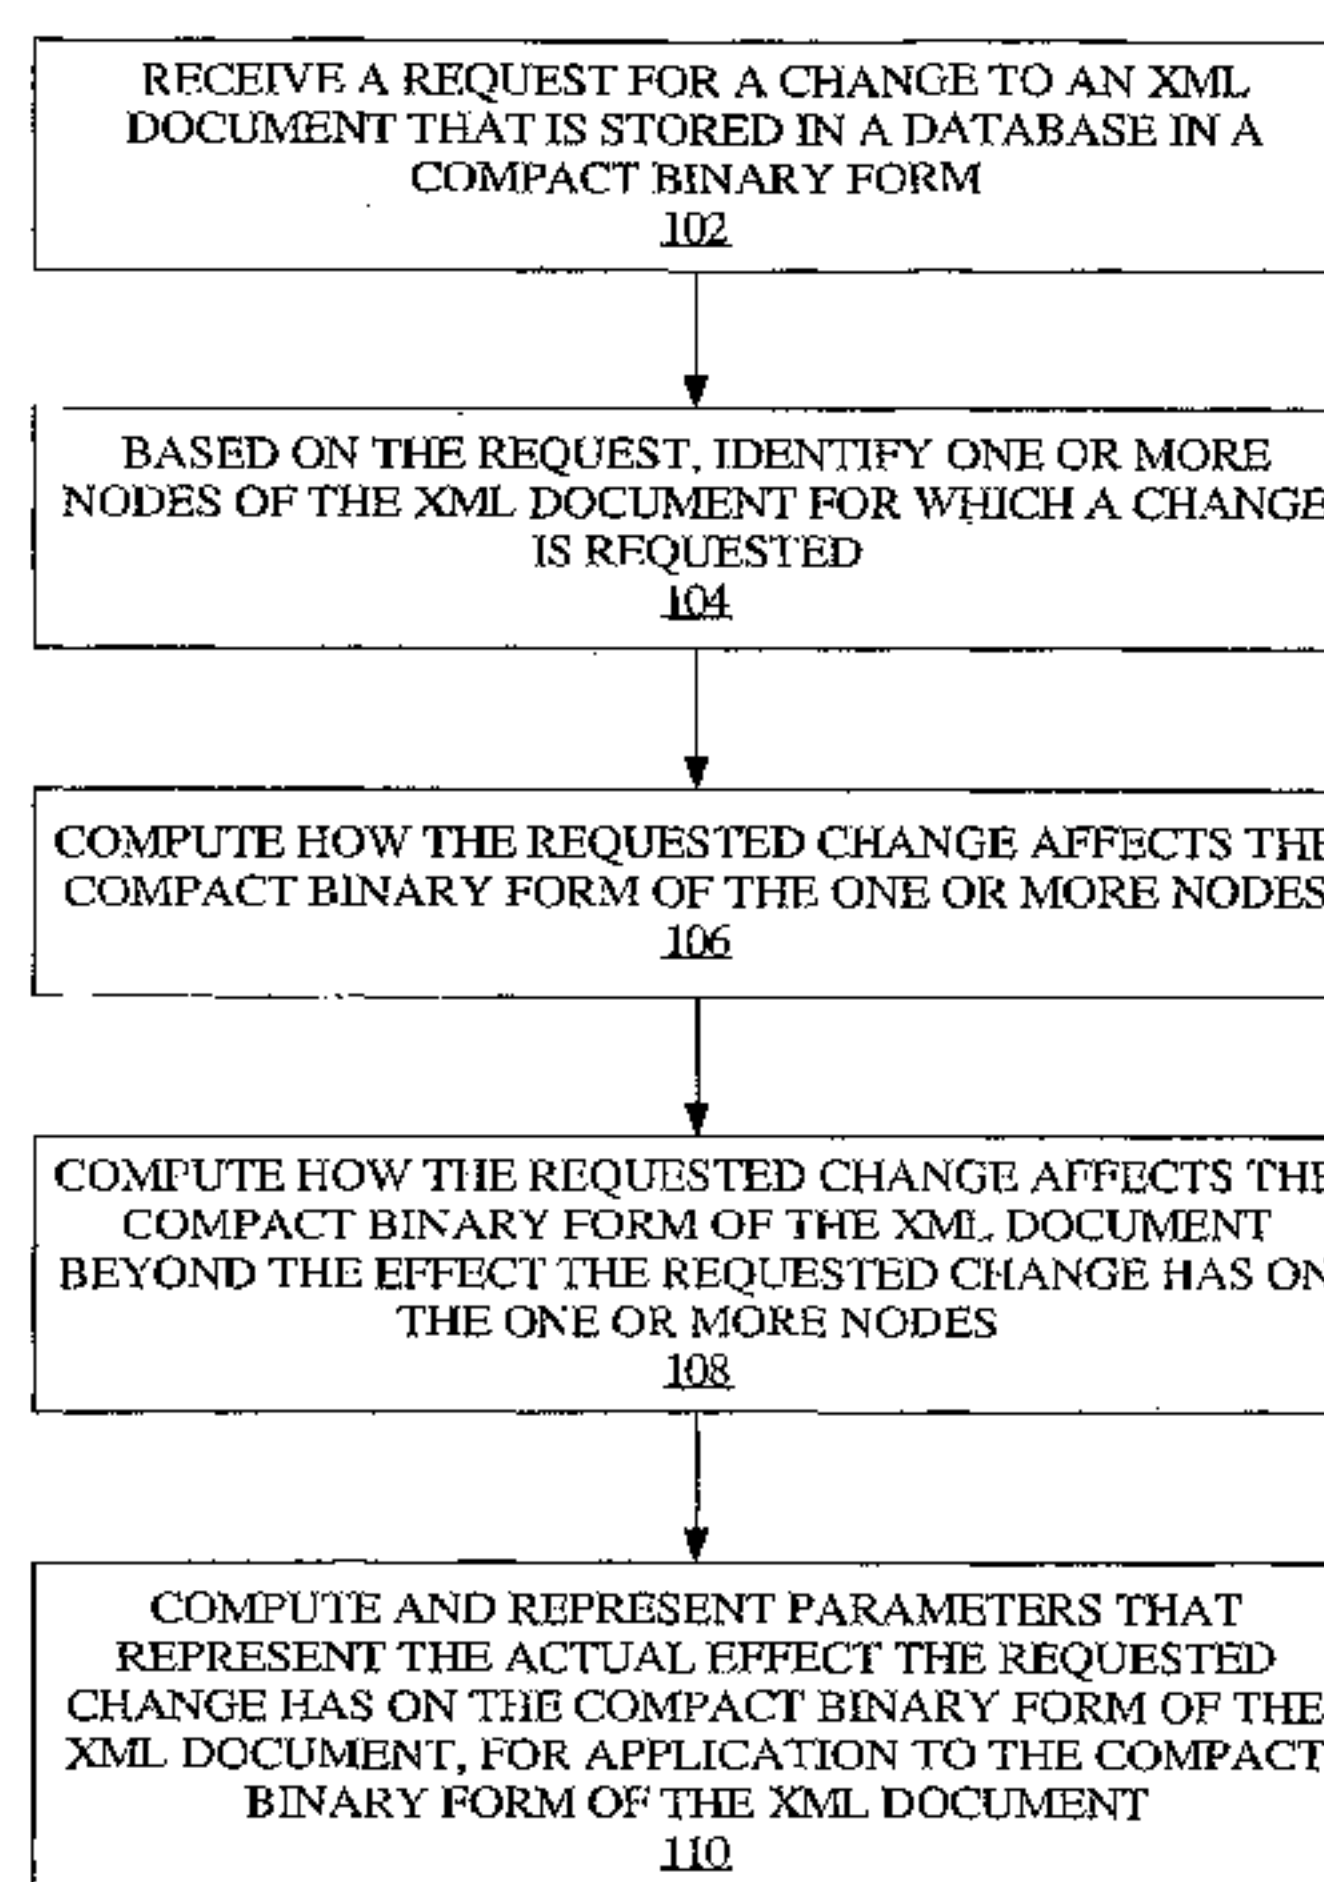 RECEIVE A REQUEST FOR A CHANGE TO AN XML
DOCUMENT THAT IS STORED IN A DATABASE IN A
COMPACT BINARY FORM
102
BASED ON THE REQUEST, IDENTIFY ONE OR MORE
NODES OF THE XML DOCUMENT FOR WHICH A CHANGE
IS REQUESTED
104
COMPUTE HOW THE REQUESTED CHANGE AFFECTS THE
COMPACT BINARY FORM OF THE ONE OR MORE NODES
106
COMPUTE HOW THE REQUESTED CHANGE AFFECTS THE
COMPACT BINARY FORM OF THE XML DOCUMENT
BEYOND THE EFFECT THE REQUESTED CHANGE HAS ON
THE ONE OR MORE NODES
108
COMPUTE AND REPRESENT PARAMETERS THAT
REPRESENT THE ACTUAL EFFECT THE REQUESTED
CHANGE HAS ON THE COMPACT BINARY FORM OF THE
XML DOCUMENT, FOR APPLICATION TO THE COMPACT
BINARY FORM OF THE XML DOCUMENT
110